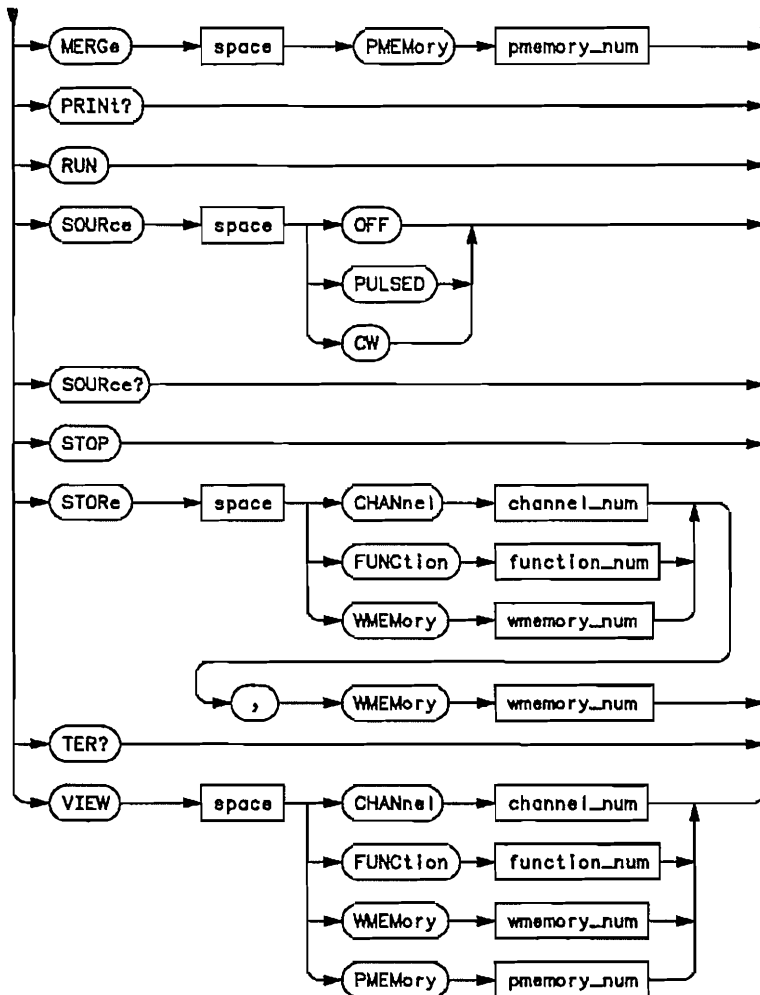 MERGe space PMEMory pmemory_num
PRINt?
RUN
SOURce space OFF
PULSED
CW
SOURce?
STOP
STORe space CHANnel channel_num
FUNCtion function_num
WMEMory wmemory_num
, WMEMory wmemory_num
TER?
VIEW space CHANnel channel_num
FUNCtion function_num
WMEMory wmemory_num
PMEMory pmemory_num